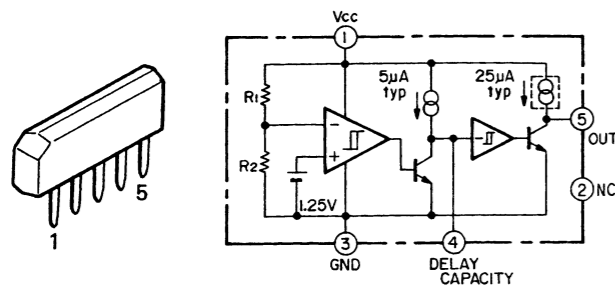 Vcc
1
5μA
typ
25μA
typ
R1
R2
5
OUT
2 NC
1.25V
3
GND
4
DELAY
CAPACITY
5
1